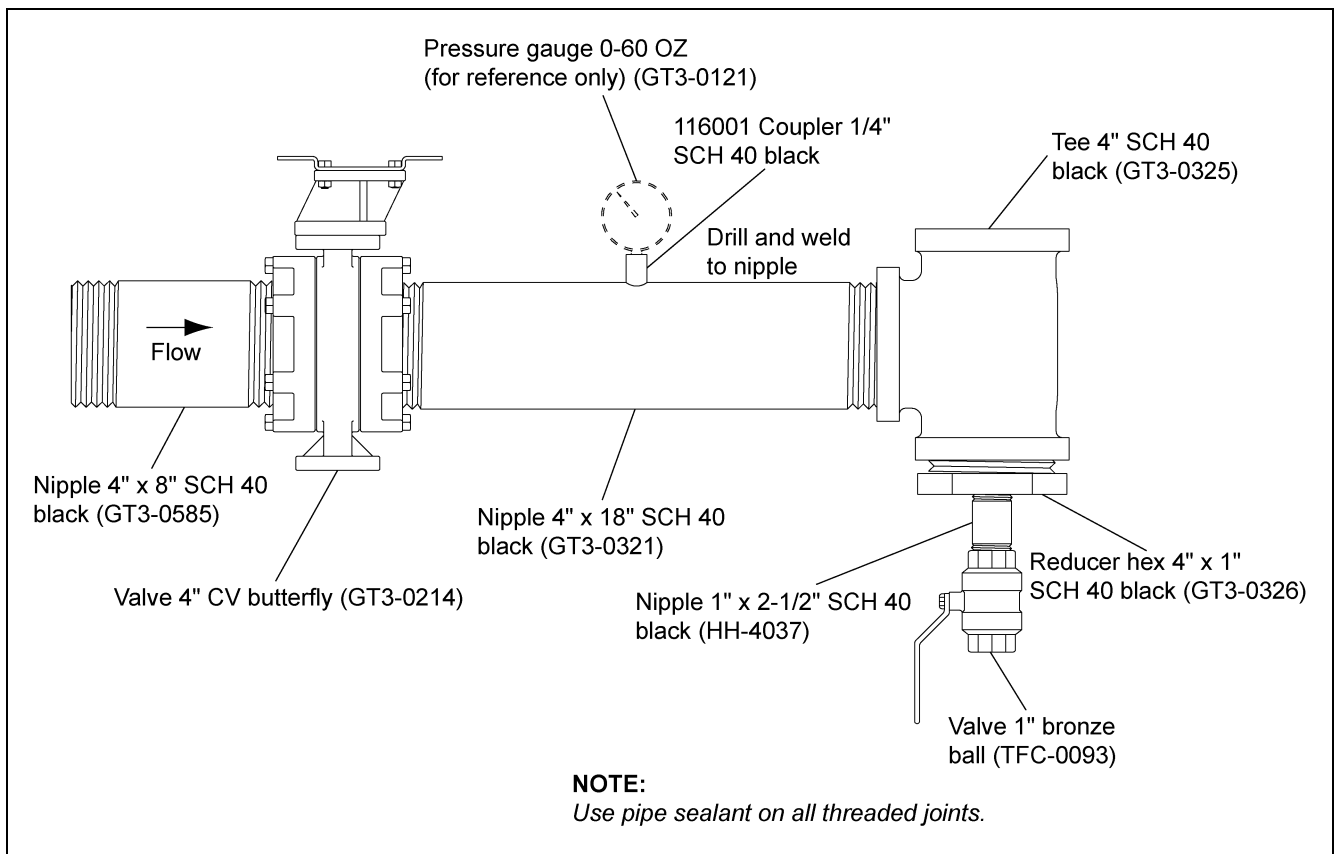 Pressure gauge 0-60 OZ
(for reference only) (GT3-0121)
116001 Coupler 1/4"
SCH 40 black
Tee 4" SCH 40
black (GT3-0325)
Drill and weld
to nipple
Flow
Nipple 4" x 8" SCH 40
black (GT3-0585)
Nipple 4" x 18" SCH 40
black (GT3-0321)
Valve 4" CV butterfly (GT3-0214)
Reducer hex 4" x 1"
SCH 40 black (GT3-0326)
Nipple 1" x 2-1/2" SCH 40
black (HH-4037)
Valve 1" bronze
ball (TFC-0093)
NOTE:
Use pipe sealant on all threaded joints.